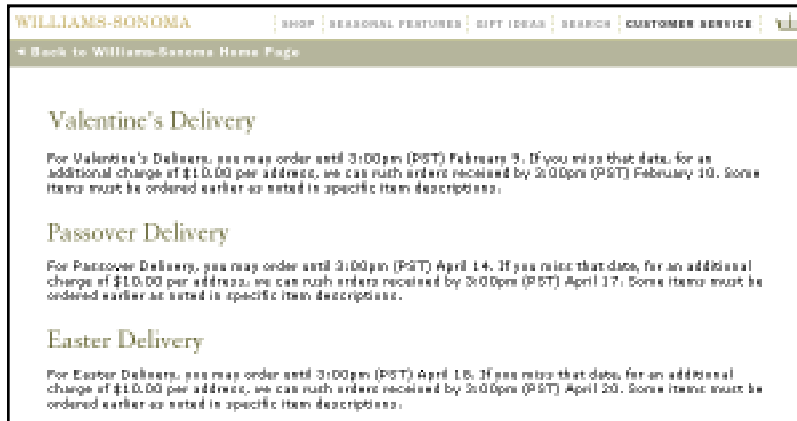 WILLIAMS-SONOMA SHOP SEASONAL FEATURES GIFT IDEAS SEARCH CUSTOMER SERVICE
Back to Williams-Sonoma Home Page
Valentine's Delivery
For Valentine's Delivery, you may order until 3:00pm (PST) February 9. If you miss that date, for an
additional charge of $10.00 per address, we can rush orders received by 3:00pm (PST) February 10. Some
items must be ordered earlier as noted in specific item descriptions.
Passover Delivery
For Passover Delivery, you may order until 3:00pm (PST) April 14. If you miss that date, for an additional
charge of $10.00 per address, we can rush orders received by 3:00pm (PST) April 17. Some items must be
ordered earlier as noted in specific item descriptions.
Easter Delivery
For Easter Delivery, you may order until 3:00pm (PST) April 18. If you miss that date, for an additional
charge of $10.00 per address, we can rush orders received by 3:00pm (PST) April 20. Some items must be
ordered earlier as noted in specific item descriptions.